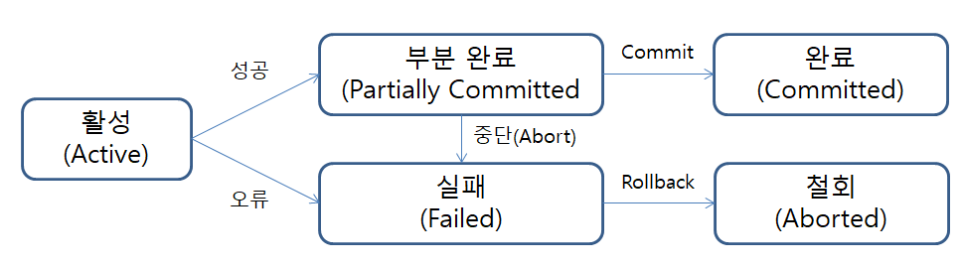 성공
부분 완료
(Partially Committed
Commit
완료
(Committed)
활성
(Active)
중단(Abort)
오류
실패
(Failed)
Rollback
철회
(Aborted)